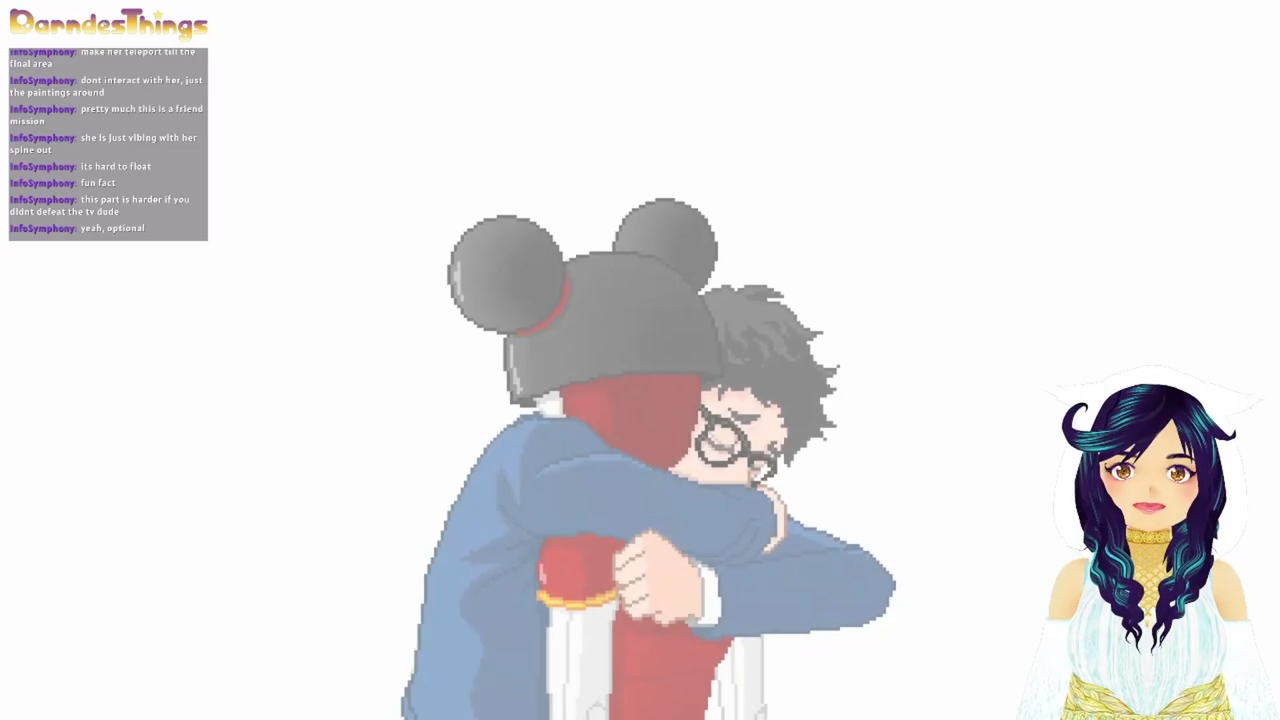 DarndesThings
InfoSymphony: make her teleport till the
final area
InfoSymphony: dont interact with her, just
the paintings around
InfoSymphony: pretty much this is a friend
mission
InfoSymphony: she is just vibing with her
spine out
InfoSymphony: its hard to float
InfoSymphony: fun fact
InfoSymphony: this part is harder if you
didnt defeat the tv dude
InfoSymphony: yeah, optional